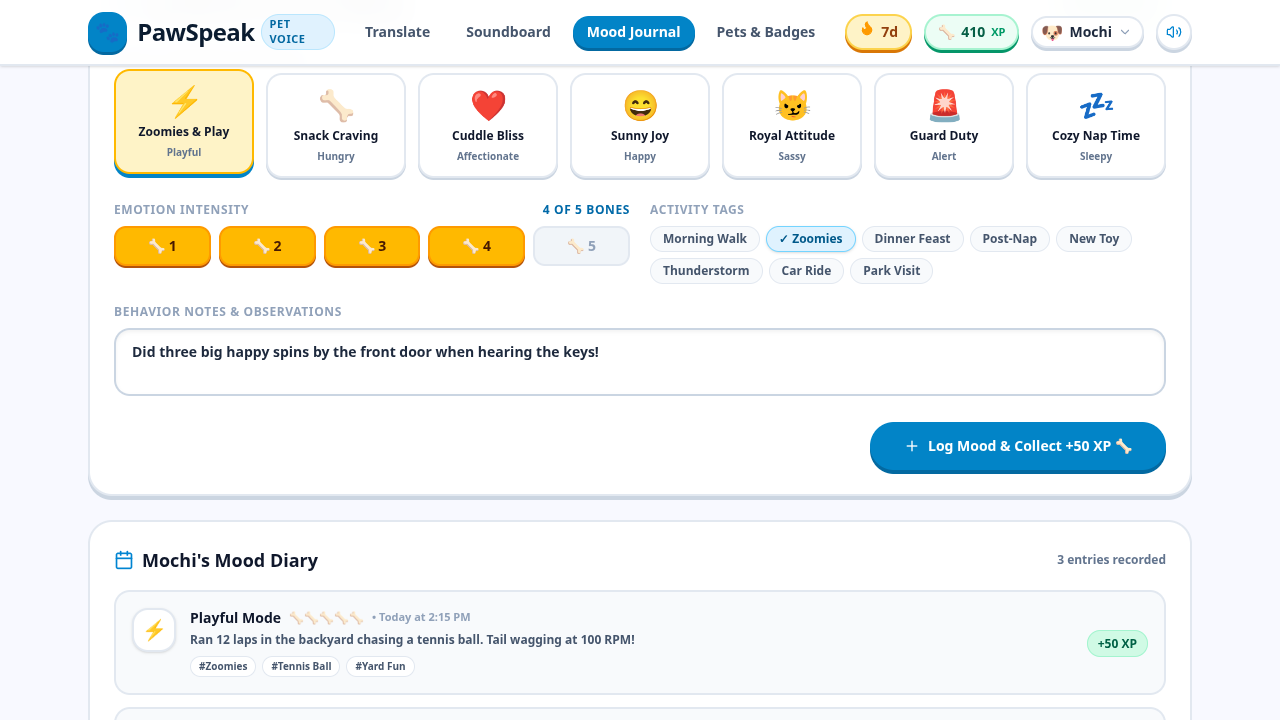 PawSpeak
PET VOICE
Translate
Soundboard
Mood Journal
Pets & Badges
7d
410 XP
Mochi
Zoomies & Play
Playful
Snack Craving
Hungry
Cuddle Bliss
Affectionate
Sunny Joy
Happy
Royal Attitude
Sassy
Guard Duty
Alert
Cozy Nap Time
Sleepy
EMOTION INTENSITY
4 OF 5 BONES
1
2
3
4
5
ACTIVITY TAGS
Morning Walk
✓ Zoomies
Dinner Feast
Post-Nap
New Toy
Thunderstorm
Car Ride
Park Visit
BEHAVIOR NOTES & OBSERVATIONS
Did three big happy spins by the front door when hearing the keys!
Log Mood & Collect +50 XP
Mochi's Mood Diary
3 entries recorded
Playful Mode
• Today at 2:15 PM
Ran 12 laps in the backyard chasing a tennis ball. Tail wagging at 100 RPM!
#Zoomies
#Tennis Ball
#Yard Fun
+50 XP